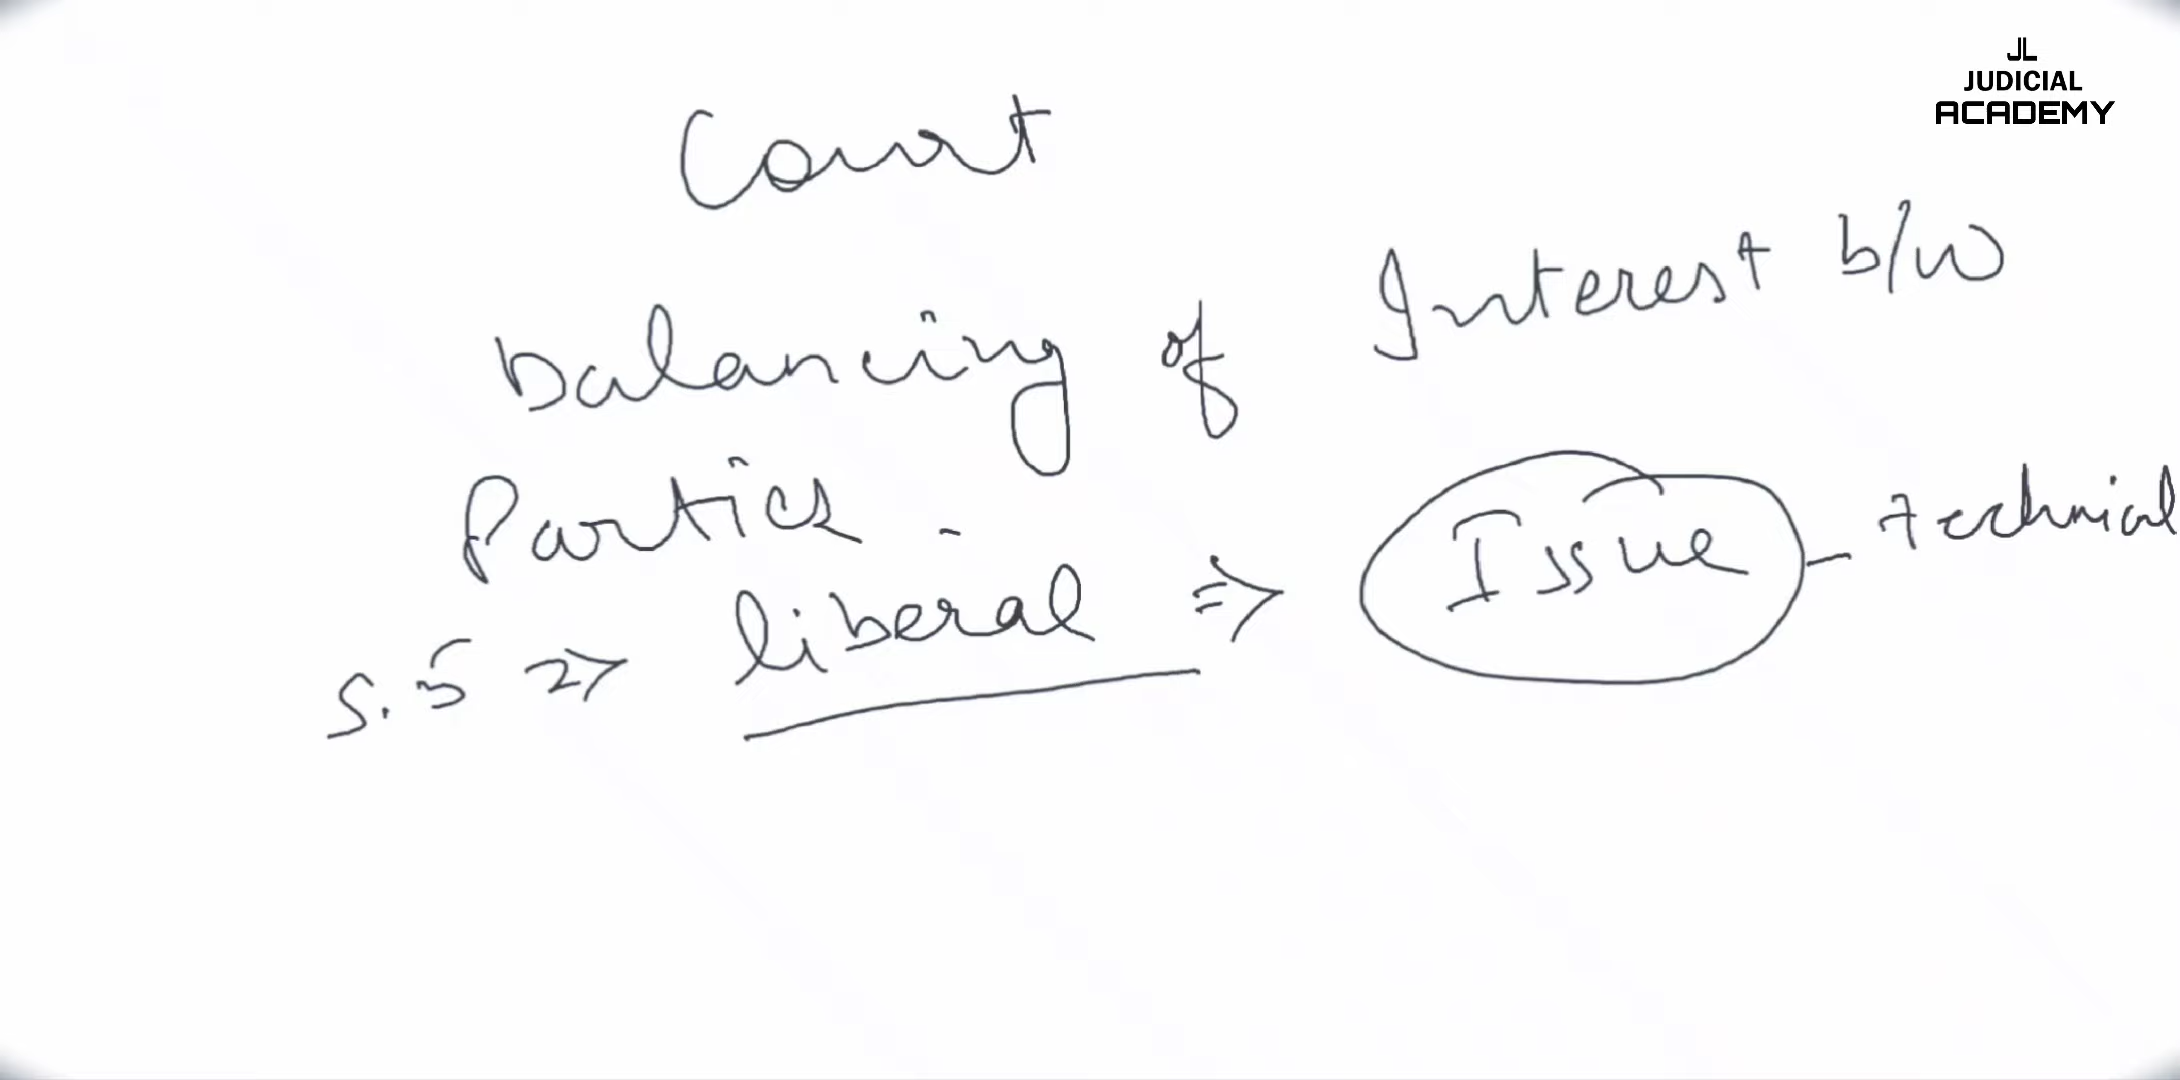 JL
JUDICIAL
ACADEMY
Court
balancing of Interest b/w
Parties.
S.5 => liberal => Issue - technical